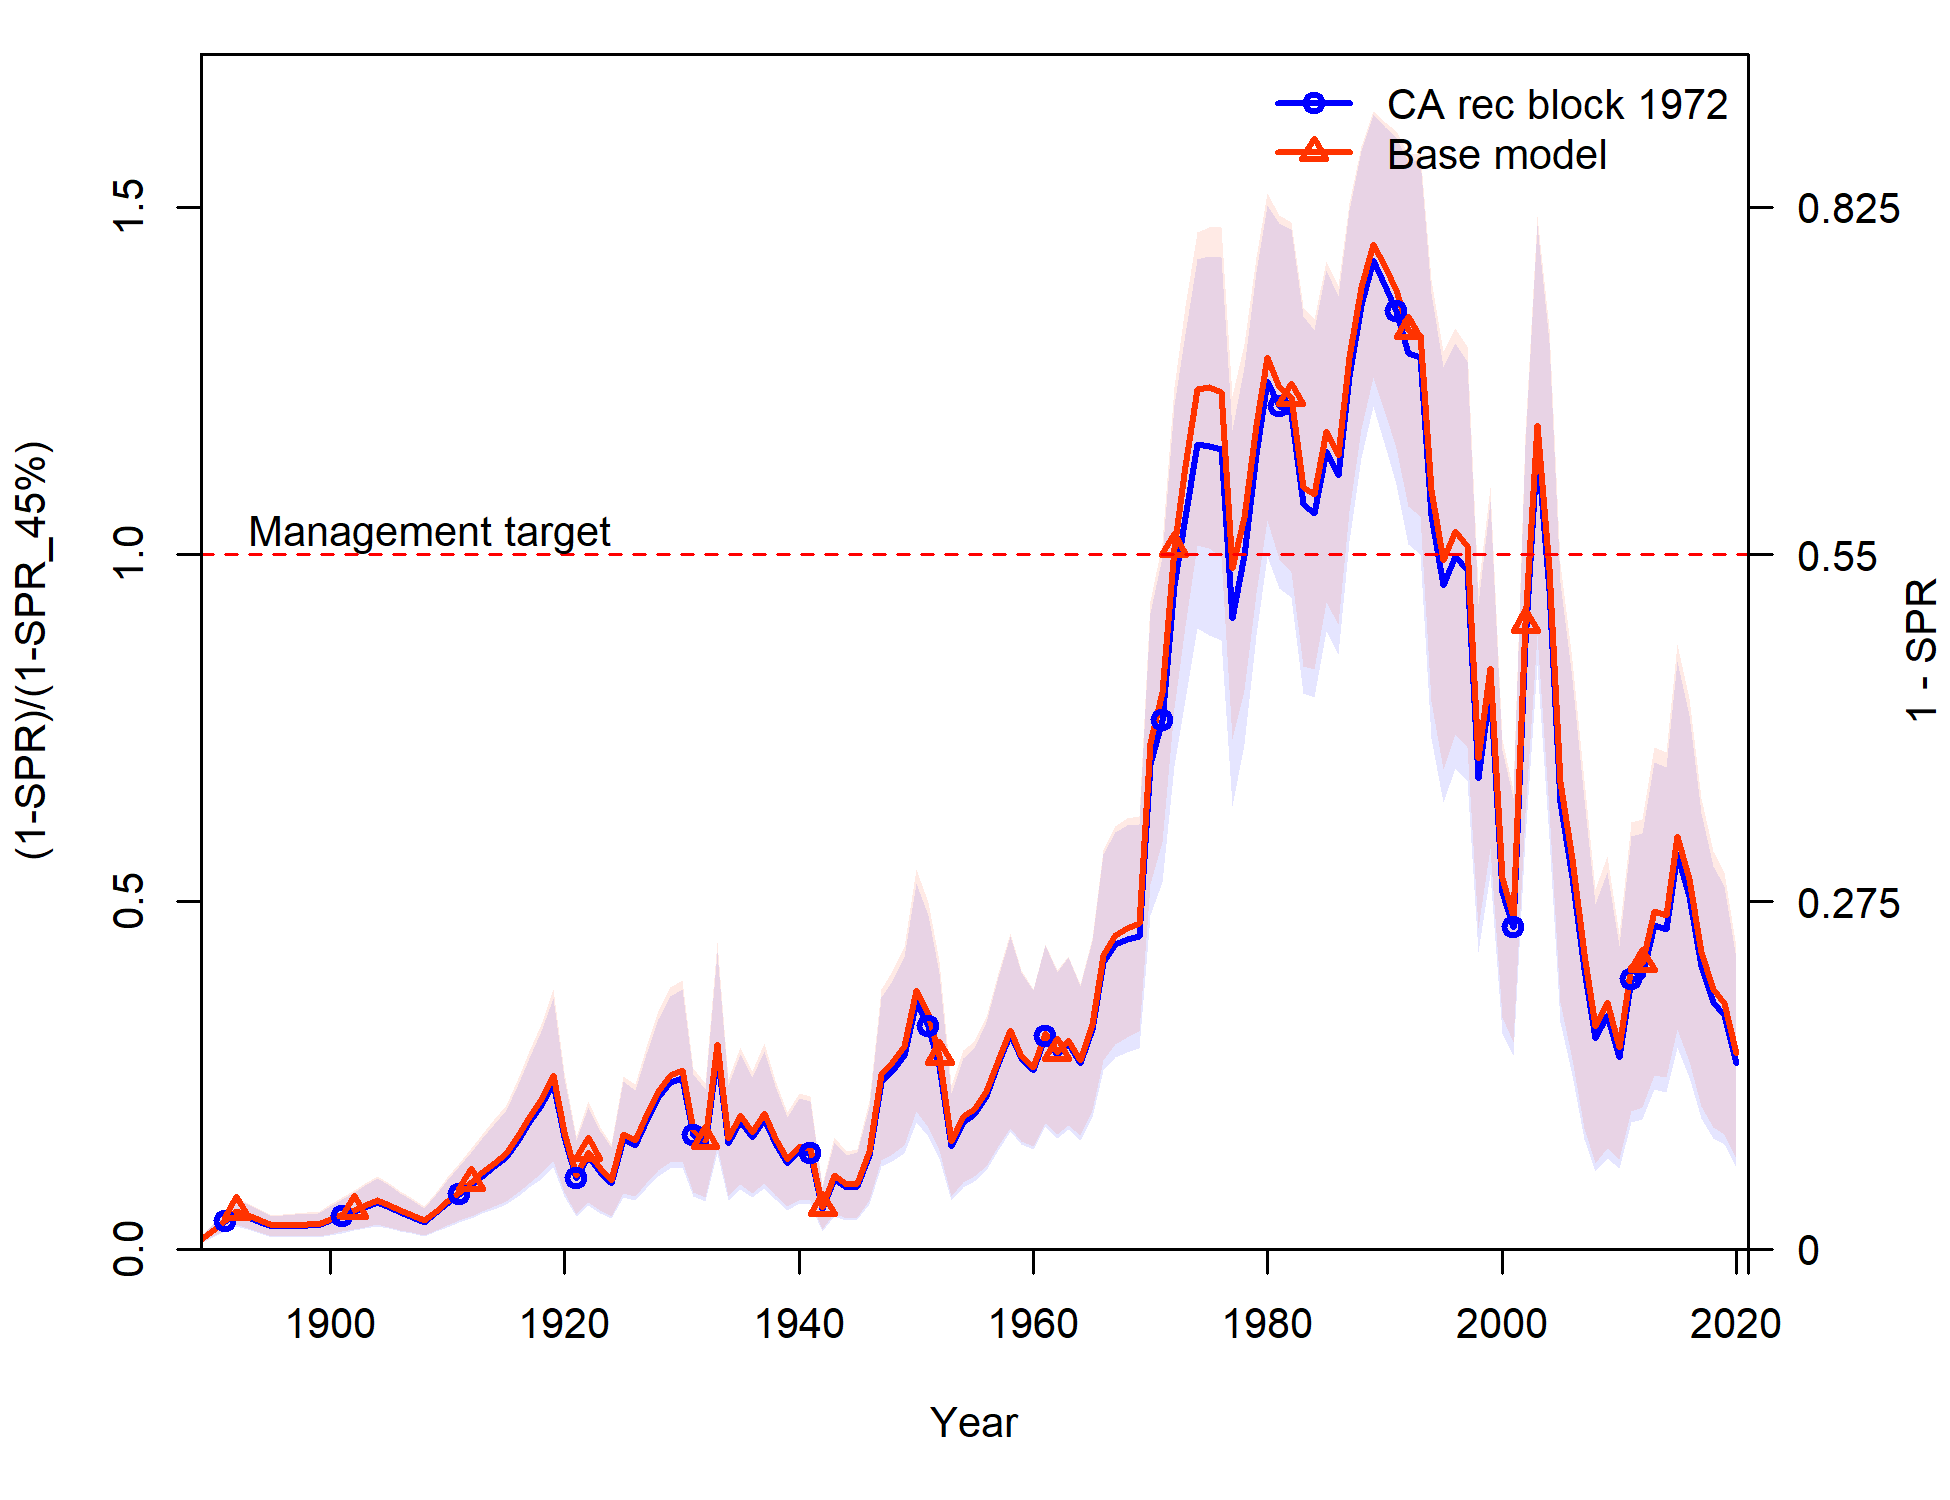 CA rec block 1972
Base model
Management target
(1-SPR)/(1-SPR_45%)
0.0
0.5
1.0
1.5
1 - SPR
0
0.275
0.55
0.825
1900
1920
1940
1960
1980
2000
2020
Year